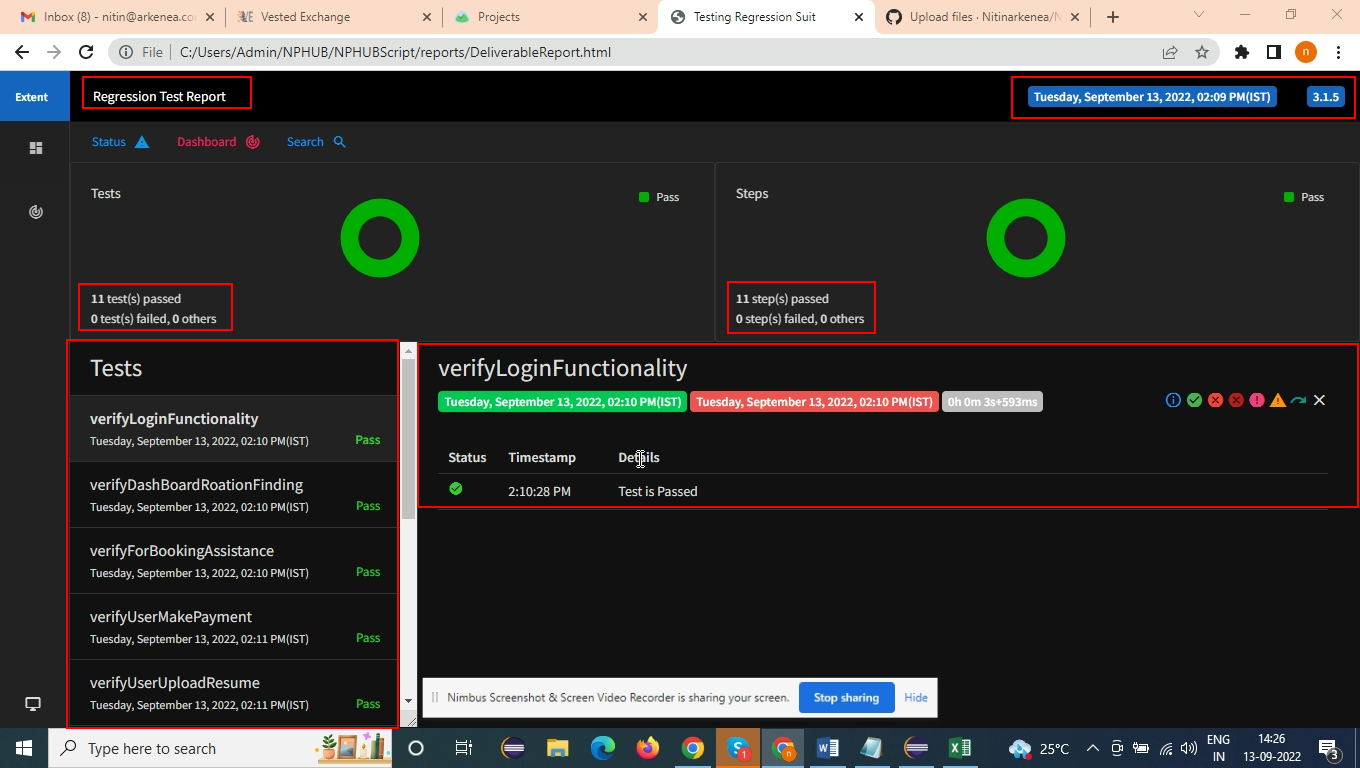 Inbox (8) - nitin@arkenea.co
Vested Exchange
Projects
Testing Regression Suit
Upload files · Nitinarkenea/N
File
C:/Users/Admin/NPHUB/NPHUBScript/reports/DeliverableReport.html
n
Extent
Regression Test Report
Tuesday, September 13, 2022, 02:09 PM(IST)
3.1.5
Status
Dashboard
Search
Tests
Pass
11 test(s) passed
0 test(s) failed, 0 others
Steps
Pass
11 step(s) passed
0 step(s) failed, 0 others
Tests
verifyLoginFunctionality
Tuesday, September 13, 2022, 02:10 PM(IST)
Pass
verifyDashBoardRoationFinding
Tuesday, September 13, 2022, 02:10 PM(IST)
Pass
verifyForBookingAssistance
Tuesday, September 13, 2022, 02:10 PM(IST)
Pass
verifyUserMakePayment
Tuesday, September 13, 2022, 02:11 PM(IST)
Pass
verifyUserUploadResume
Tuesday, September 13, 2022, 02:11 PM(IST)
Pass
verifyLoginFunctionality
Tuesday, September 13, 2022, 02:10 PM(IST)
Tuesday, September 13, 2022, 02:10 PM(IST)
0h 0m 3s+593ms
Status Timestamp Details
2:10:28 PM Test is Passed
Nimbus Screenshot & Screen Video Recorder is sharing your screen.
Stop sharing
Hide
Type here to search
25°C
ENG
IN
14:26
13-09-2022
3